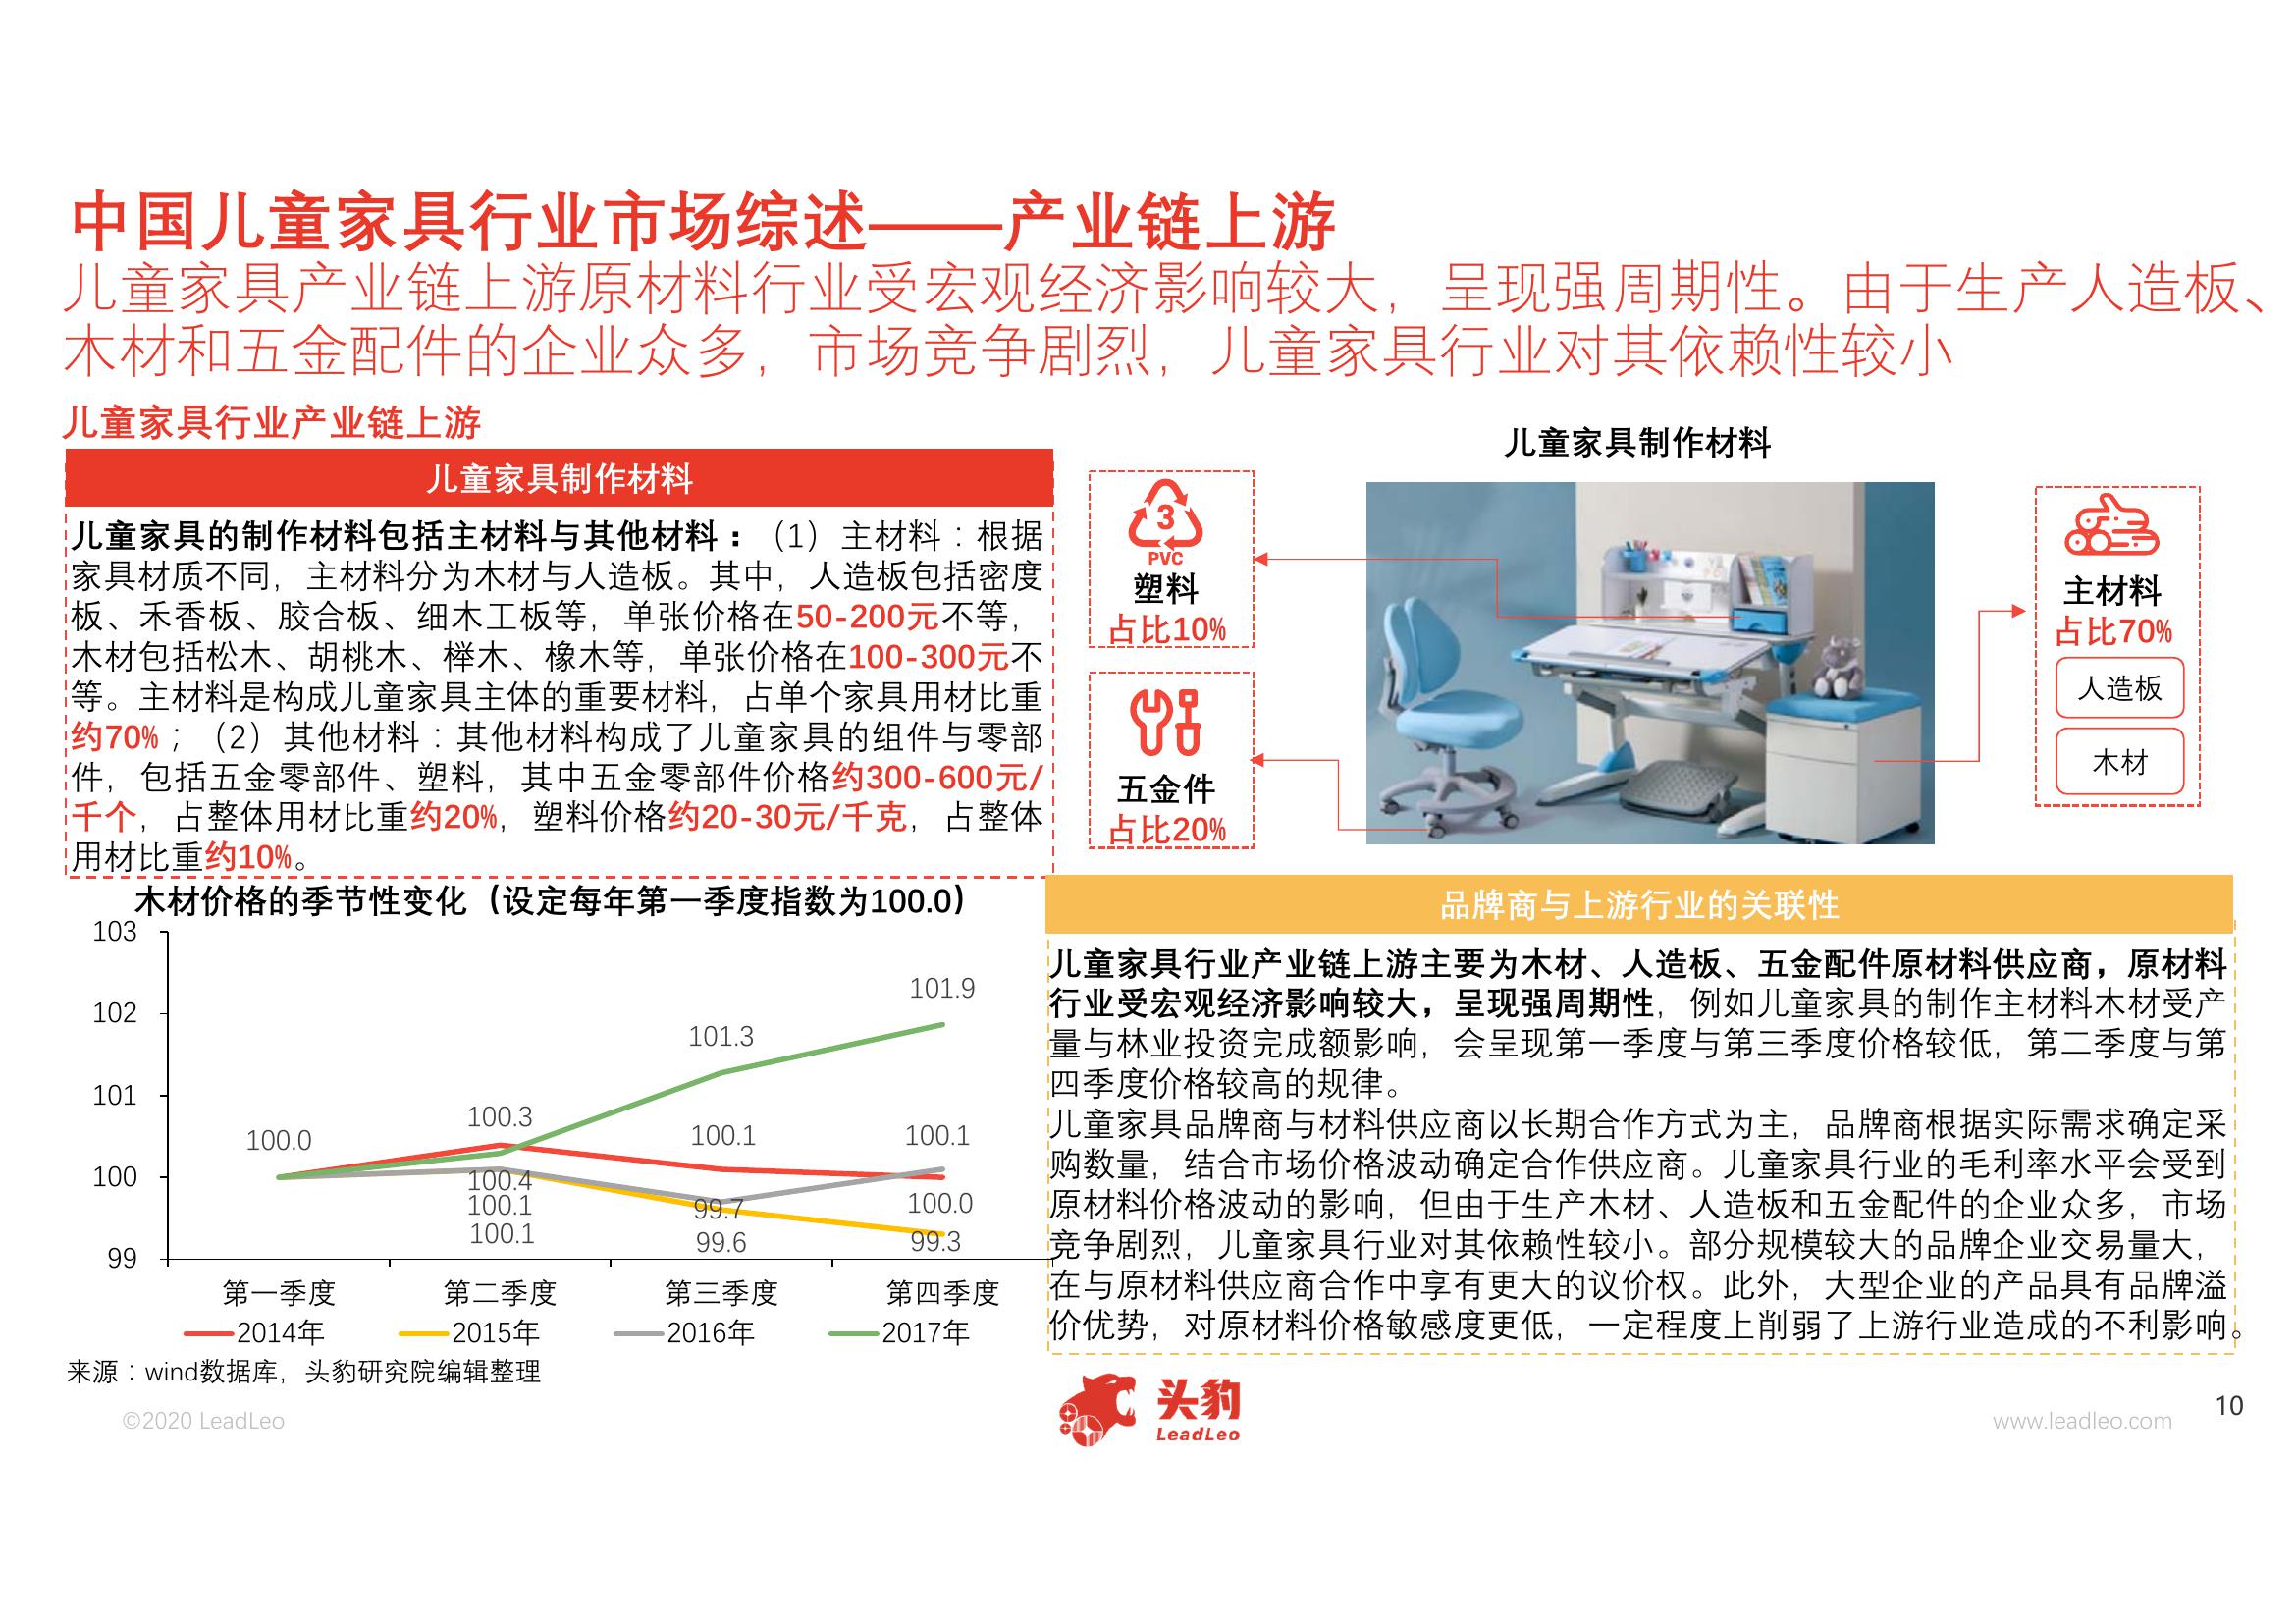 中国儿童家具行业市场综述——产业链上游
儿童家具产业链上游原材料行业受宏观经济影响较大，呈现强周期性。由于生产人造板、
木材和五金配件的企业众多，市场竞争剧烈，儿童家具行业对其依赖性较小
儿童家具行业产业链上游
儿童家具制作材料
儿童家具的制作材料包括主材料与其他材料：（1）主材料：根据
家具材质不同，主材料分为木材与人造板。其中，人造板包括密度
板、禾香板、胶合板、细木工板等，单张价格在50-200元不等，
木材包括松木、胡桃木、榉木、橡木等，单张价格在100-300元不
等。主材料是构成儿童家具主体的重要材料，占单个家具用材比重
约70%；（2）其他材料：其他材料构成了儿童家具的组件与零部
件，包括五金零部件、塑料，其中五金零部件价格约300-600元/
千个，占整体用材比重约20%，塑料价格约20-30元/千克，占整体
用材比重约10%。
儿童家具制作材料
3
PVC
塑料
占比10%
五金件
占比20%
主材料
占比70%
人造板
木材
木材价格的季节性变化（设定每年第一季度指数为100.0）
103
102
101
100
99
100.0
100.3
100.4
100.1
100.1
101.3
100.1
99.7
99.6
101.9
100.1
100.0
99.3
第一季度
第二季度
第三季度
第四季度
2014年
2015年
2016年
2017年
来源：wind数据库，头豹研究院编辑整理
品牌商与上游行业的关联性
儿童家具行业产业链上游主要为木材、人造板、五金配件原材料供应商，原材料
行业受宏观经济影响较大，呈现强周期性，例如儿童家具的制作主材料木材受产
量与林业投资完成额影响，会呈现第一季度与第三季度价格较低，第二季度与第
四季度价格较高的规律。
儿童家具品牌商与材料供应商以长期合作方式为主，品牌商根据实际需求确定采
购数量，结合市场价格波动确定合作供应商。儿童家具行业的毛利率水平会受到
原材料价格波动的影响，但由于生产木材、人造板和五金配件的企业众多，市场
竞争剧烈，儿童家具行业对其依赖性较小。部分规模较大的品牌企业交易量大，
在与原材料供应商合作中享有更大的议价权。此外，大型企业的产品具有品牌溢
价优势，对原材料价格敏感度更低，一定程度上削弱了上游行业造成的不利影响。
©2020 LeadLeo
头豹
LeadLeo
www.leadleo.com
10